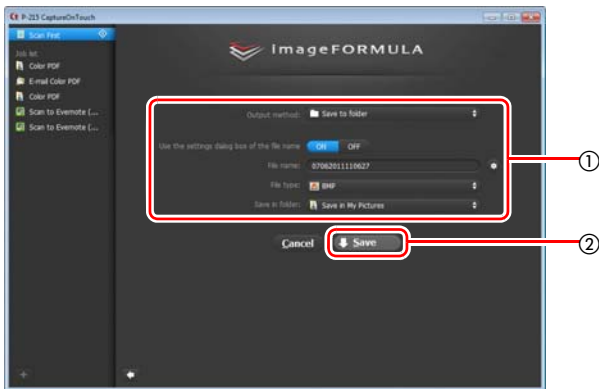 P-215 CaptureOnTouch
Scan First
Job list
Color PDF
E-mail Color PDF
Color PDF
Scan to Evernote (...
Scan to Evernote (...
imageFORMULA
Output method: Save to folder
Use the settings dialog box of the file name ON OFF
File name: 07062011110627
File type: BMP
Save in folder: Save in My Pictures
Cancel Save
①
②